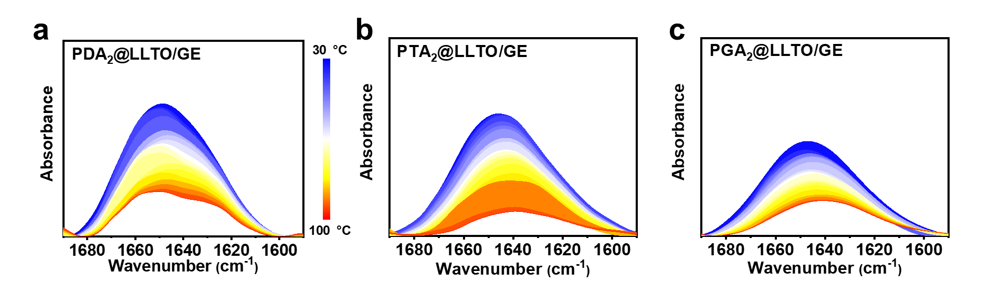 a
PDA₂@LLTO/GE
Absorbance
1680 1660 1640 1620 1600
Wavenumber (cm⁻¹)
30 °C
100 °C
b
PTA₂@LLTO/GE
Absorbance
1680 1660 1640 1620 1600
Wavenumber (cm⁻¹)
c
PGA₂@LLTO/GE
Absorbance
1680 1660 1640 1620 1600
Wavenumber (cm⁻¹)